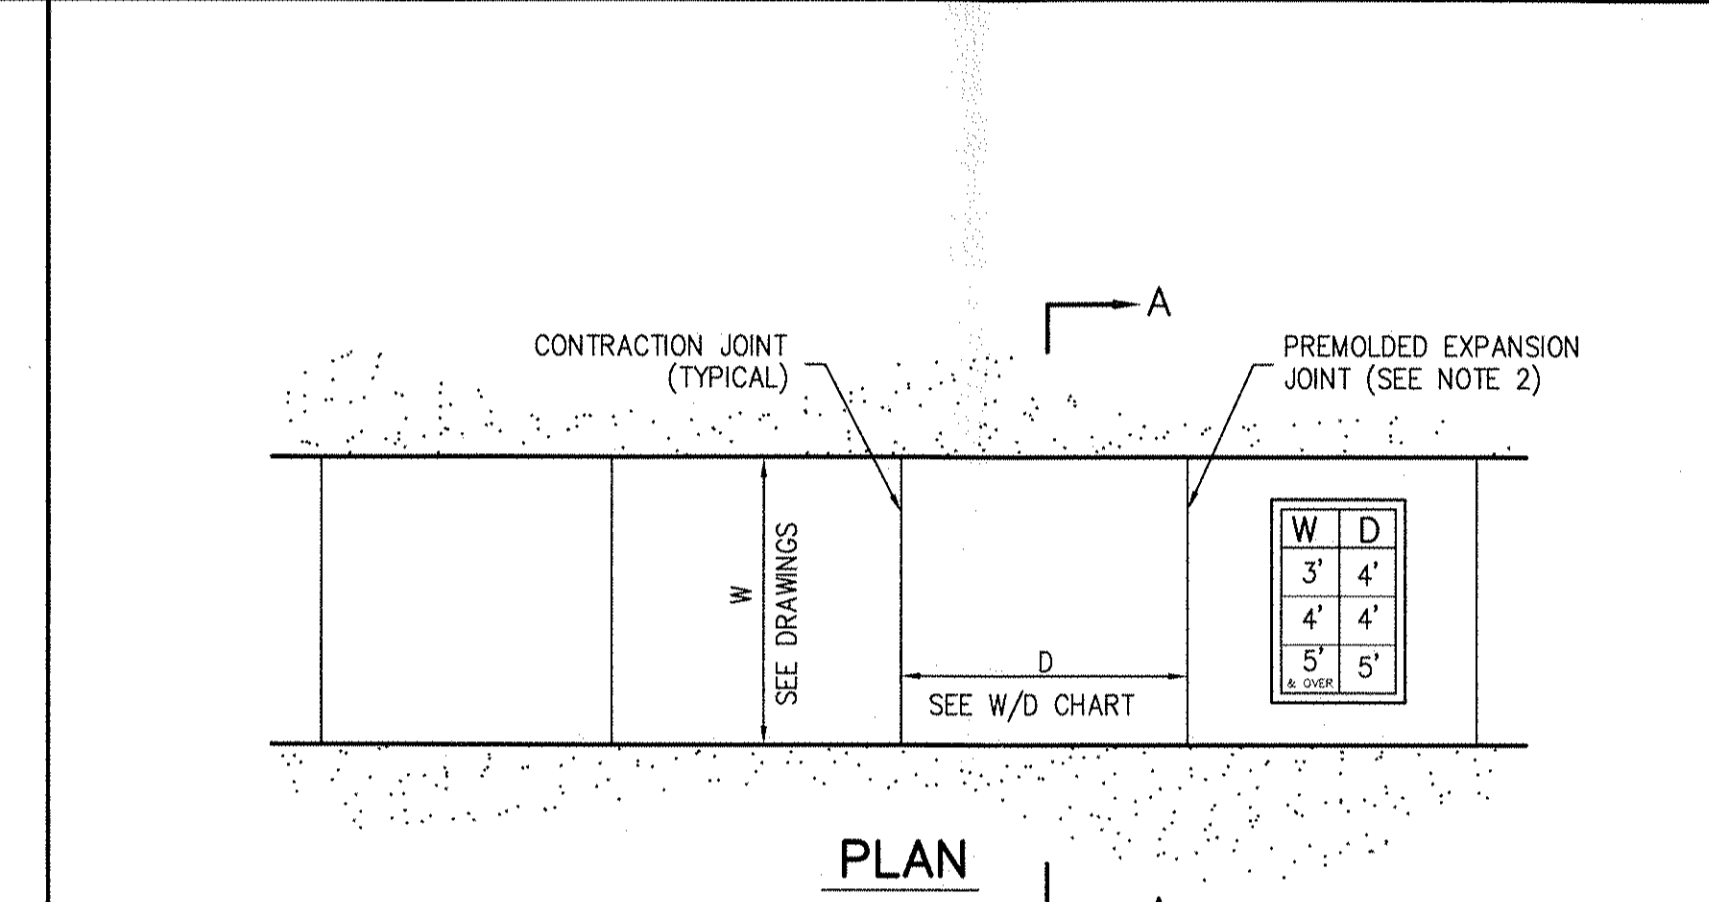 A
CONTRACTION JOINT
(TYPICAL)
PREMOLDED EXPANSION
JOINT (SEE NOTE 2)
W
SEE DRAWINGS
D
SEE W/D CHART
W D
3' 4'
4' 4'
5' 5'
& OVER
PLAN